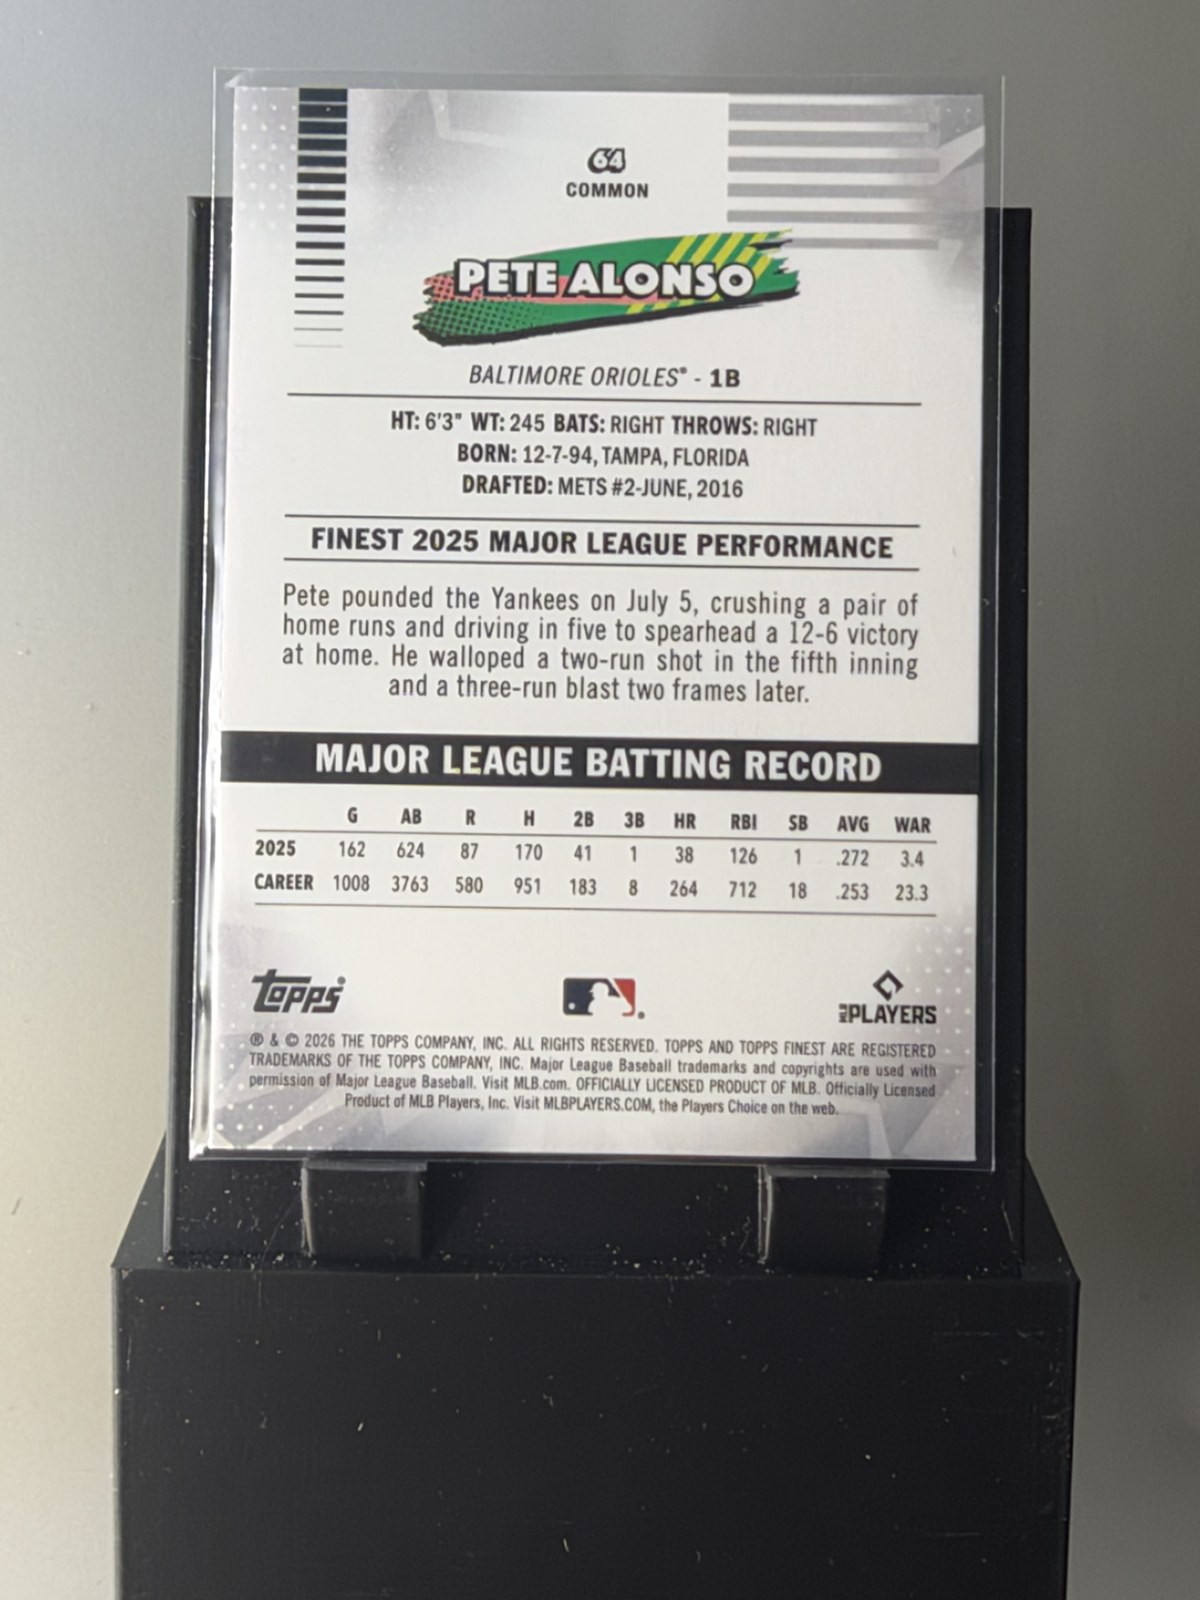 64
COMMON
PETE ALONSO
BALTIMORE ORIOLES® - 1B
HT: 6'3" WT: 245 BATS: RIGHT THROWS: RIGHT
BORN: 12-7-94, TAMPA, FLORIDA
DRAFTED: METS #2-JUNE, 2016
FINEST 2025 MAJOR LEAGUE PERFORMANCE
Pete pounded the Yankees on July 5, crushing a pair of
home runs and driving in five to spearhead a 12-6 victory
at home. He walloped a two-run shot in the fifth inning
and a three-run blast two frames later.
MAJOR LEAGUE BATTING RECORD
G AB R H 2B 3B HR RBI SB AVG WAR
2025 162 624 87 170 41 1 38 126 1 .272 3.4
CAREER 1008 3763 580 951 183 8 264 712 18 .253 23.3
Topps
MLB PLAYERS
® & © 2026 THE TOPPS COMPANY, INC. ALL RIGHTS RESERVED. TOPPS AND TOPPS FINEST ARE REGISTERED
TRADEMARKS OF THE TOPPS COMPANY, INC. Major League Baseball trademarks and copyrights are used with
permission of Major League Baseball. Visit MLB.com. OFFICIALLY LICENSED PRODUCT OF MLB. Officially Licensed
Product of MLB Players, Inc. Visit MLBPLAYERS.COM, the Players Choice on the web.